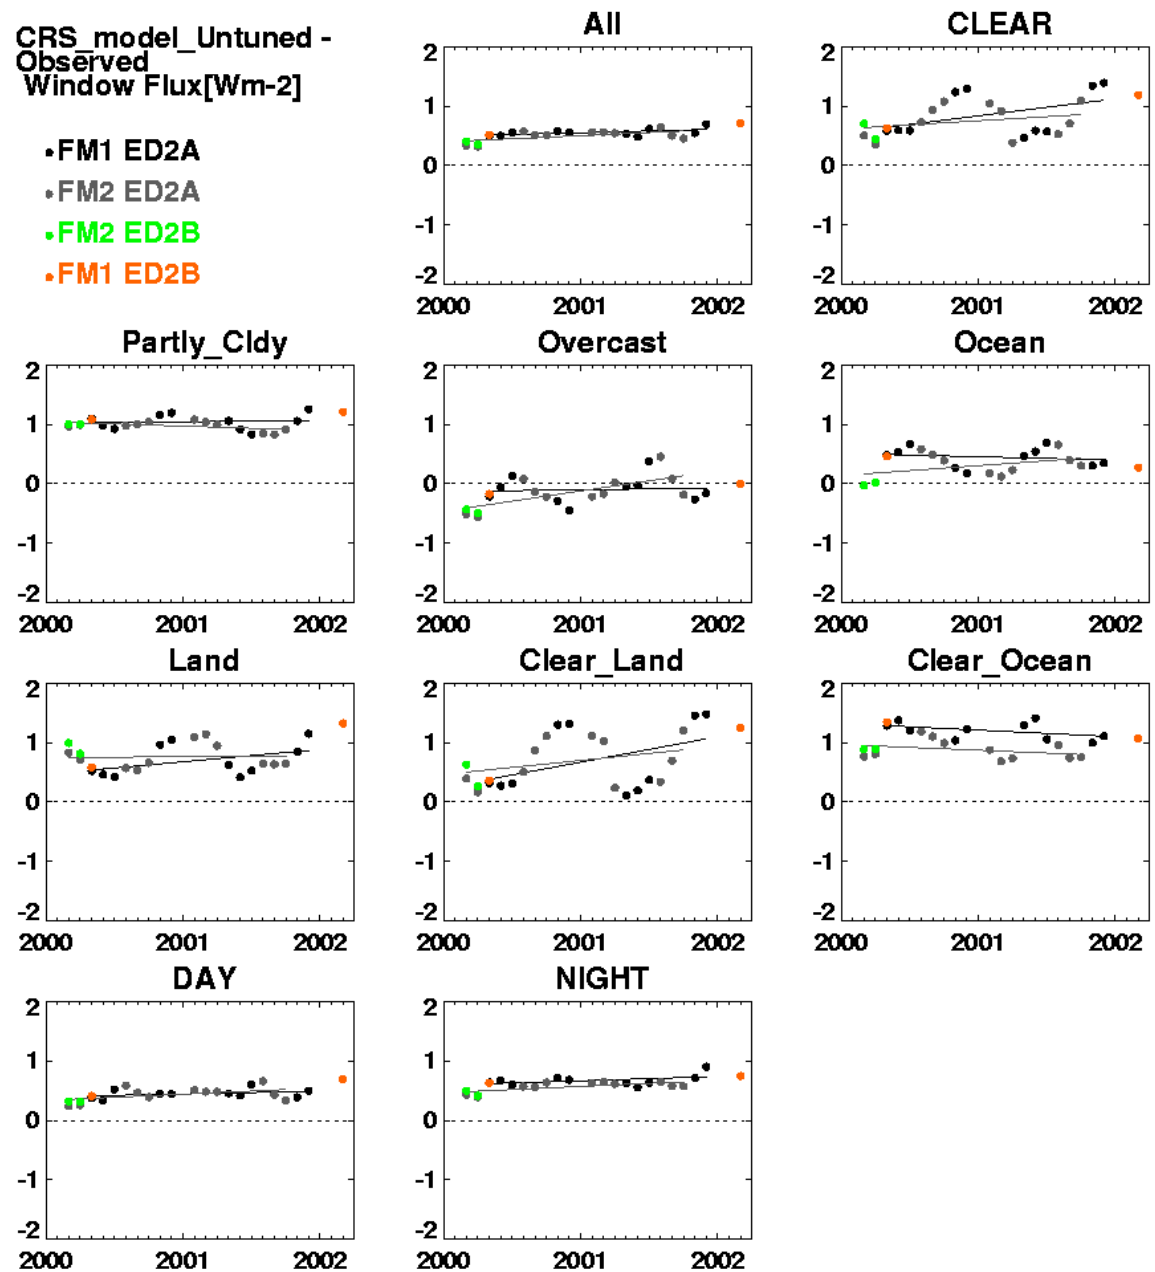 CRS_model_Untuned -
Observed
Window Flux[Wm-2]
FM1 ED2A
FM2 ED2A
FM2 ED2B
FM1 ED2B
All
2
1
0
-1
-2
2000 2001 2002
CLEAR
2
1
0
-1
-2
2000 2001 2002
Partly_Cldy
2
1
0
-1
-2
2000 2001 2002
Overcast
2
1
0
-1
-2
2000 2001 2002
Ocean
2
1
0
-1
-2
2000 2001 2002
Land
2
1
0
-1
-2
2000 2001 2002
Clear_Land
2
1
0
-1
-2
2000 2001 2002
Clear_Ocean
2
1
0
-1
-2
2000 2001 2002
DAY
2
1
0
-1
-2
2000 2001 2002
NIGHT
2
1
0
-1
-2
2000 2001 2002